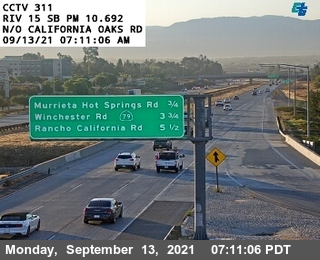 CCTV 311
RIV 15 SB PM 10.692
N/O CALIFORNIA OAKS RD
09/13/21 07:11:06 AM
Murrieta Hot Springs Rd 3/4
Winchester Rd 79 3 3/4
Rancho California Rd 5 1/2
Monday, September 13, 2021 07:11:06 PDT